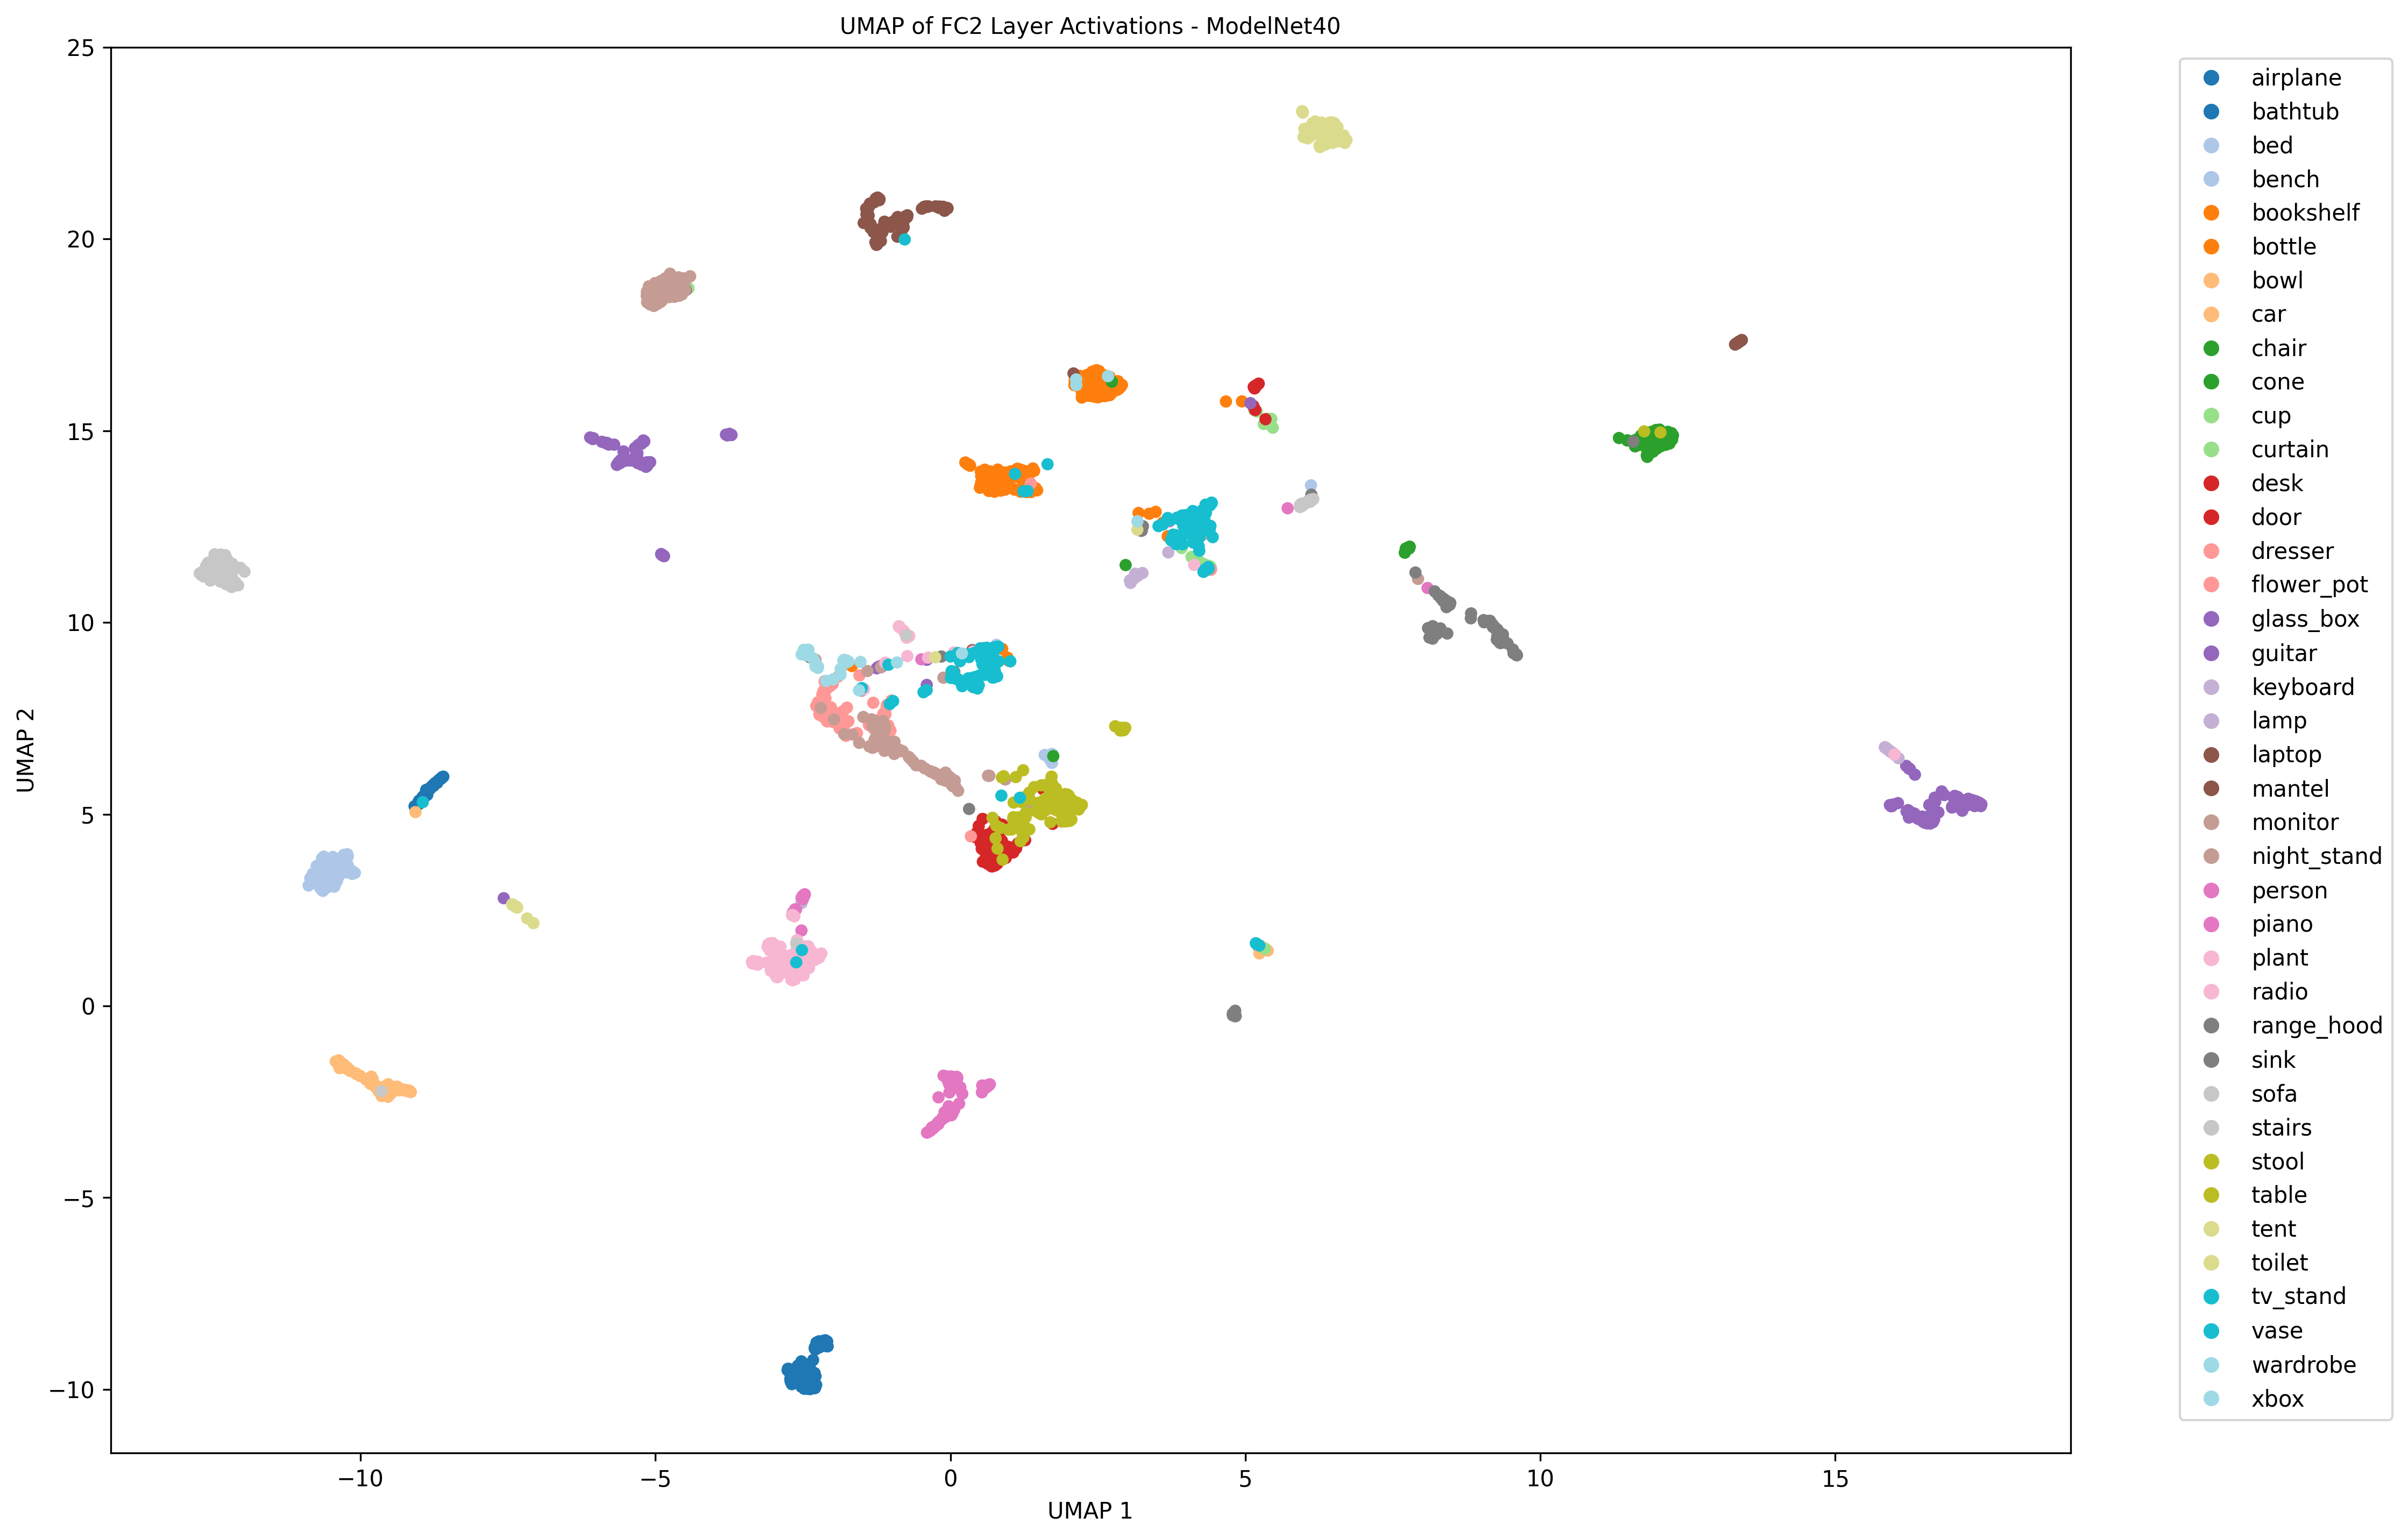 UMAP of FC2 Layer Activations - ModelNet40
25
20
15
10
5
0
−5
−10
UMAP 2
−10
−5
0
5
10
15
UMAP 1
airplane
bathtub
bed
bench
bookshelf
bottle
bowl
car
chair
cone
cup
curtain
desk
door
dresser
flower_pot
glass_box
guitar
keyboard
lamp
laptop
mantel
monitor
night_stand
person
piano
plant
radio
range_hood
sink
sofa
stairs
stool
table
tent
toilet
tv_stand
vase
wardrobe
xbox